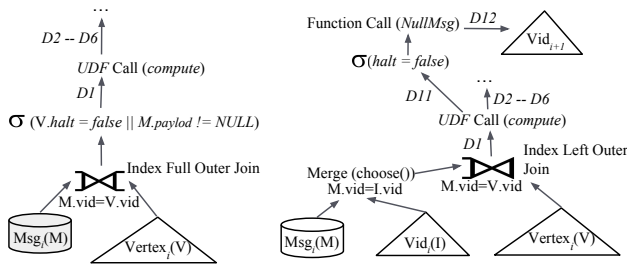 ...
D2 -- D6
UDF Call (compute)
D1
σ (V.halt = false || M.paylod != NULL)
Index Full Outer Join
M.vid=V.vid
Msgi(M)
Vertexi(V)
Function Call (NullMsg)
D12
Vidi+1
σ(halt = false)
...
D11
D2 -- D6
UDF Call (compute)
D1
Index Left Outer
Join
Merge (choose())
M.vid=I.vid
M.vid=V.vid
Msgi(M)
Vidi(I)
Vertexi(V)